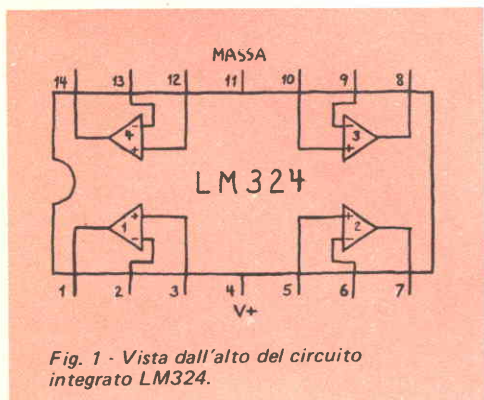 MASSA
14 13 12 11 10 9 8
- - 
4 3
+ +
LM324
+ +
1 2
- -
1 2 3 4 5 6 7
V+
Fig. 1 - Vista dall'alto del circuito
integrato LM324.